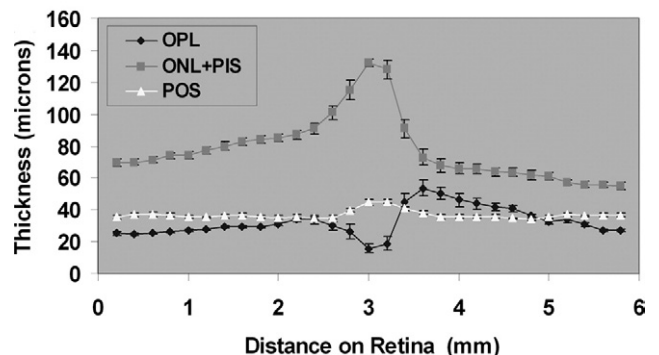 160
140
120
100
80
60
40
20
0
Thickness (microns)
OPL
ONL+PIS
POS
0 1 2 3 4 5 6
Distance on Retina (mm)